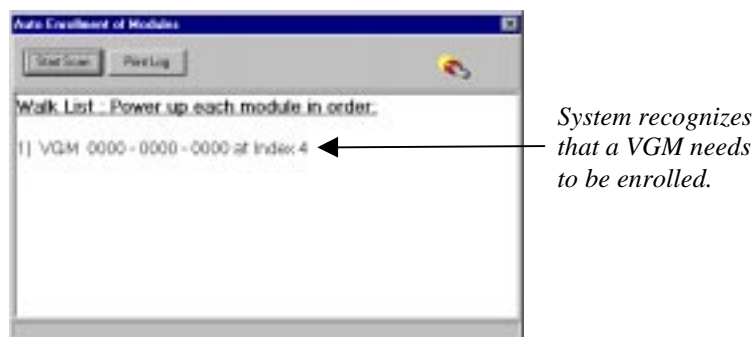 Auto Enrollment of Modules
Start Scan Print Log
Walk List : Power up each module in order.
1) VGM 0000 - 0000 - 0000 at Index 4
System recognizes
that a VGM needs
to be enrolled.